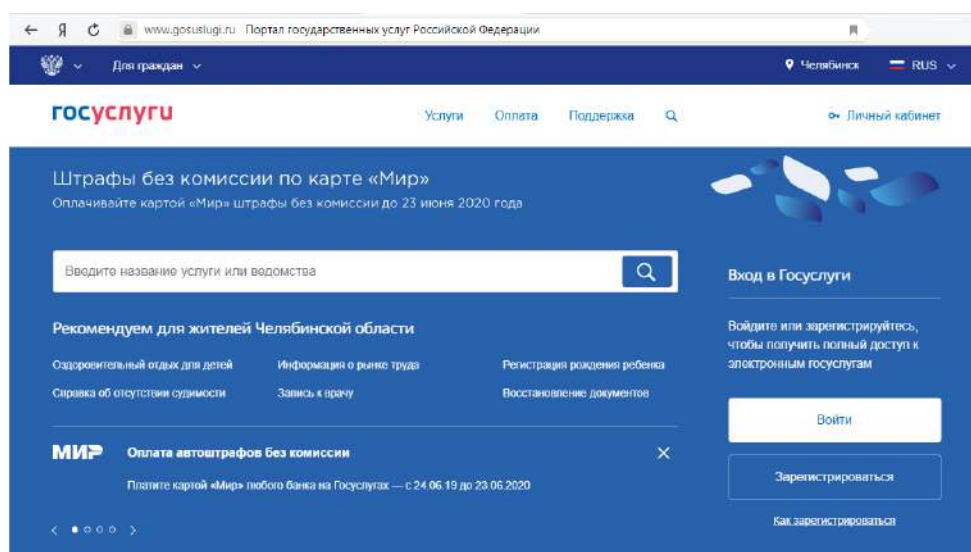 Я www.gosuslugi.ru Портал государственных услуг Российской Федерации
Для граждан Челябинск RUS
госуслуги Услуги Оплата Поддержка Личный кабинет
Штрафы без комиссии по карте «Мир»
Оплачивайте картой «Мир» штрафы без комиссии до 23 июня 2020 года
Введите название услуги или ведомства
Рекомендуем для жителей Челябинской области
Оздоровительный отдых для детей Информация о рынке труда Регистрация рождения ребенка
Справка об отсутствии судимости Запись к врачу Восстановление документов
МИР Оплата автоштрафов без комиссии
Платите картой «Мир» любого банка на Госуслугах — с 24.06.19 до 23.06.2020
Вход в Госуслуги
Войдите или зарегистрируйтесь,
чтобы получить полный доступ к
электронным госуслугам
Войти
Зарегистрироваться
Как зарегистрироваться